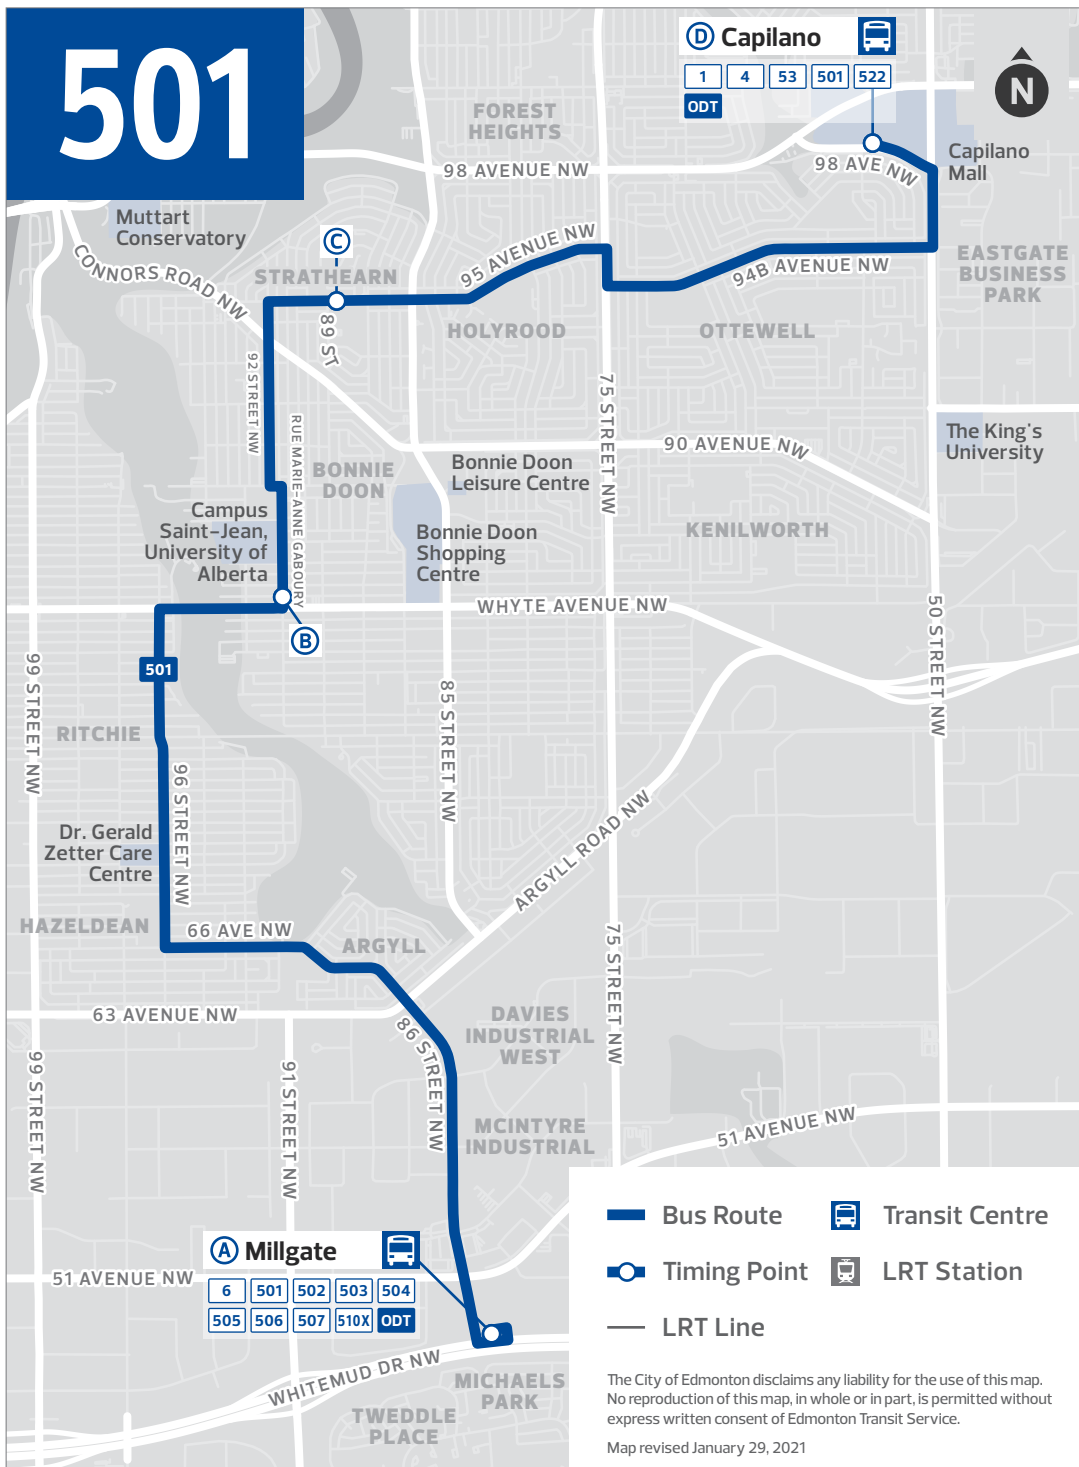 501
D Capilano
1 4 53 501 522
ODT
N
FOREST
HEIGHTS
98 AVENUE NW
98 AVE NW
Capilano
Mall
Muttart
Conservatory
CONNORS ROAD NW
C
STRATHEARN
95 AVENUE NW
94B AVENUE NW
EASTGATE
BUSINESS
PARK
89 ST
HOLYROOD
OTTEWELL
92 STREET NW
RUE MARIE-ANNE GABOURY
75 STREET NW
90 AVENUE NW
The King's
University
BONNIE
DOON
Bonnie Doon
Leisure Centre
Campus
Saint-Jean,
University of
Alberta
Bonnie Doon
Shopping
Centre
KENILWORTH
WHYTE AVENUE NW
B
50 STREET NW
501
99 STREET NW
85 STREET NW
RITCHIE
96 STREET NW
ARGYLL ROAD NW
Dr. Gerald
Zetter Care
Centre
HAZELDEAN
66 AVE NW
ARGYLL
75 STREET NW
63 AVENUE NW
86 STREET NW
DAVIES
INDUSTRIAL
WEST
99 STREET NW
91 STREET NW
MCINTYRE
INDUSTRIAL
51 AVENUE NW
A Millgate
51 AVENUE NW
6 501 502 503 504
505 506 507 510X ODT
WHITEMUD DR NW
MICHAELS
PARK
TWEDDLE
PLACE
Bus Route
Transit Centre
Timing Point
LRT Station
LRT Line
The City of Edmonton disclaims any liability for the use of this map.
No reproduction of this map, in whole or in part, is permitted without
express written consent of Edmonton Transit Service.
Map revised January 29, 2021